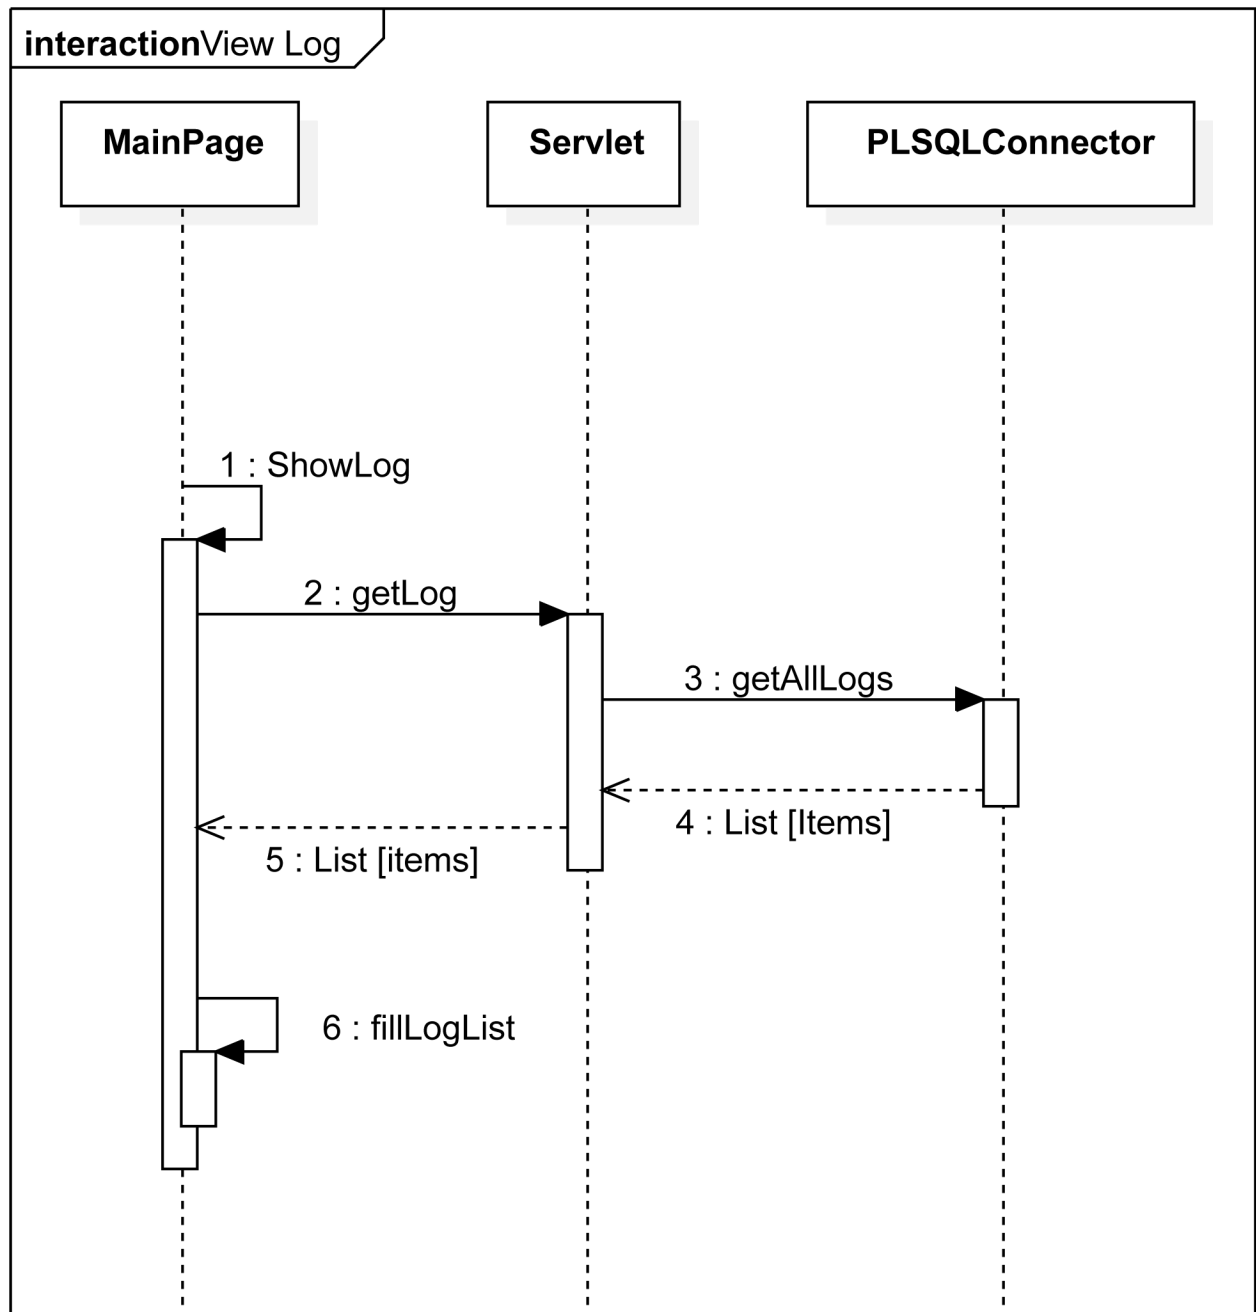 interactionView Log
MainPage
Servlet
PLSQLConnector
1 : ShowLog
2 : getLog
3 : getAllLogs
4 : List [Items]
5 : List [items]
6 : fillLogList